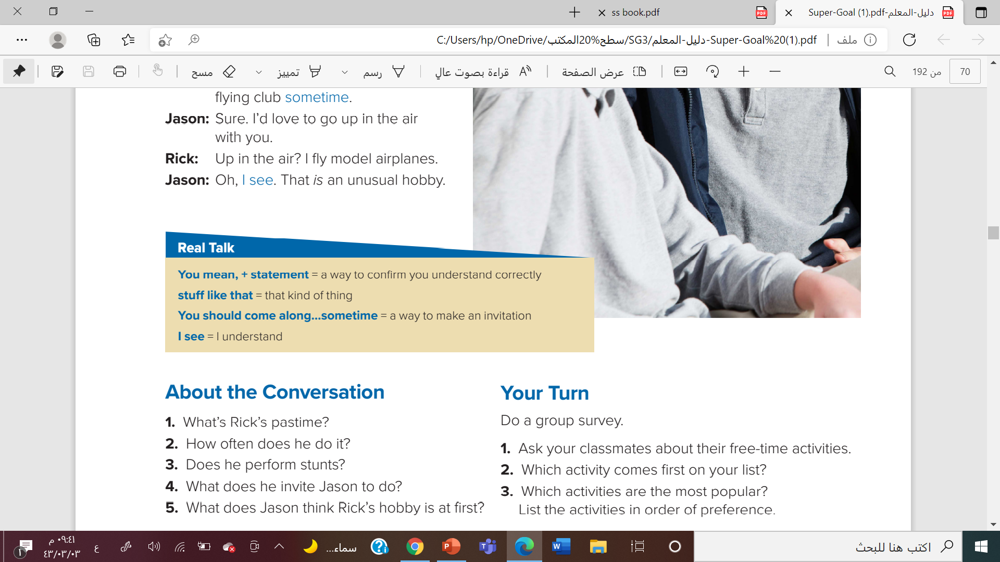 ss book.pdf
دليل-المعلم-Super-Goal (1).pdf
C:/Users/hp/OneDrive/سطح%20المكتب/SG3/دليل-المعلم-Super-Goal%20(1).pdf
ملف
مسح
تمييز
رسم
قراءة بصوت عالٍ
عرض الصفحة
من 192
70
flying club sometime.
Jason: Sure. I'd love to go up in the air
with you.
Rick: Up in the air? I fly model airplanes.
Jason: Oh, I see. That is an unusual hobby.
Real Talk
You mean, + statement = a way to confirm you understand correctly
stuff like that = that kind of thing
You should come along...sometime = a way to make an invitation
I see = I understand
About the Conversation
1. What's Rick's pastime?
2. How often does he do it?
3. Does he perform stunts?
4. What does he invite Jason to do?
5. What does Jason think Rick's hobby is at first?
Your Turn
Do a group survey.
1. Ask your classmates about their free-time activities.
2. Which activity comes first on your list?
3. Which activities are the most popular?
List the activities in order of preference.
٠٩:٤١ م
٤٣/٠٣/٠٣
١
ع
سماء...
اكتب هنا للبحث